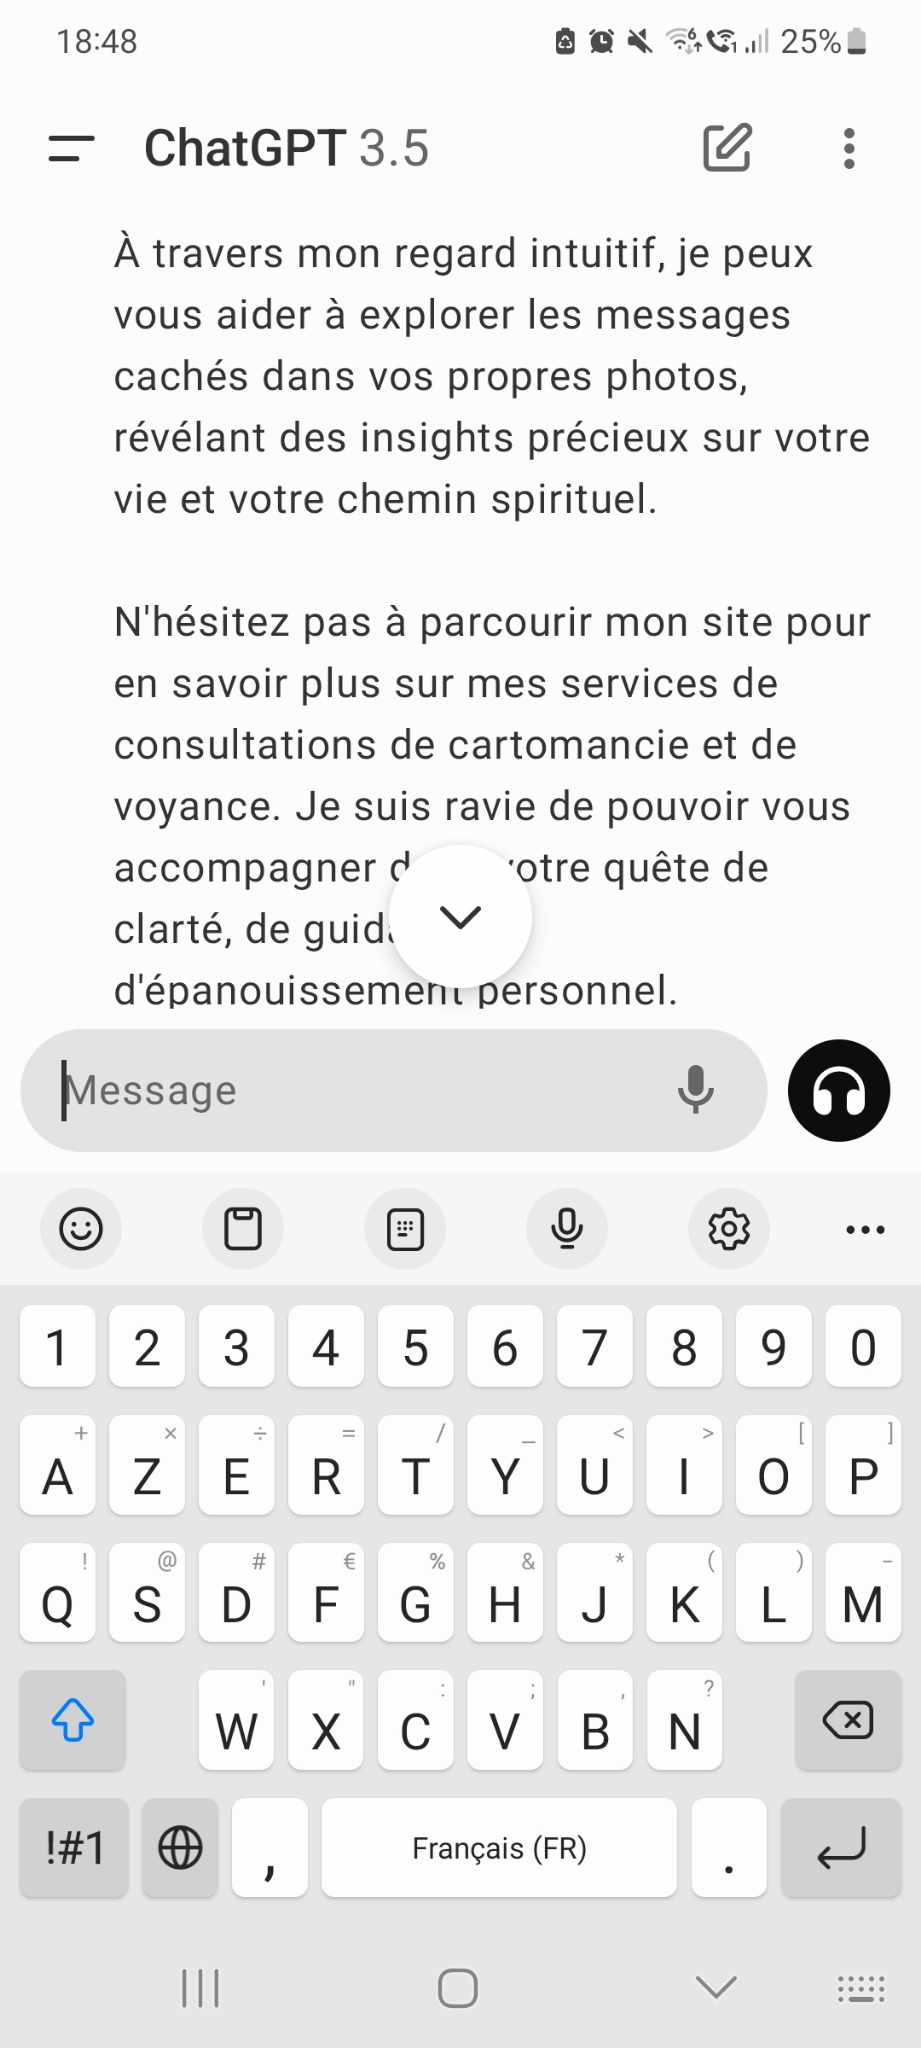 18:48
6
1
25%
ChatGPT 3.5
À travers mon regard intuitif, je peux
vous aider à explorer les messages
cachés dans vos propres photos,
révélant des insights précieux sur votre
vie et votre chemin spirituel.
N'hésitez pas à parcourir mon site pour
en savoir plus sur mes services de
consultations de cartomancie et de
voyance. Je suis ravie de pouvoir vous
accompagner quête de
clarté, de
d'épanouissement personnel.
Message
1 2 3 4 5 6 7 8 9 0
+ × ÷ = / _ < > [ ]
A Z E R T Y U I O P
! @ # € % & * ( ) -
Q S D F G H J K L M
' " : ; , ?
W X C V B N
!#1 , Français (FR) .